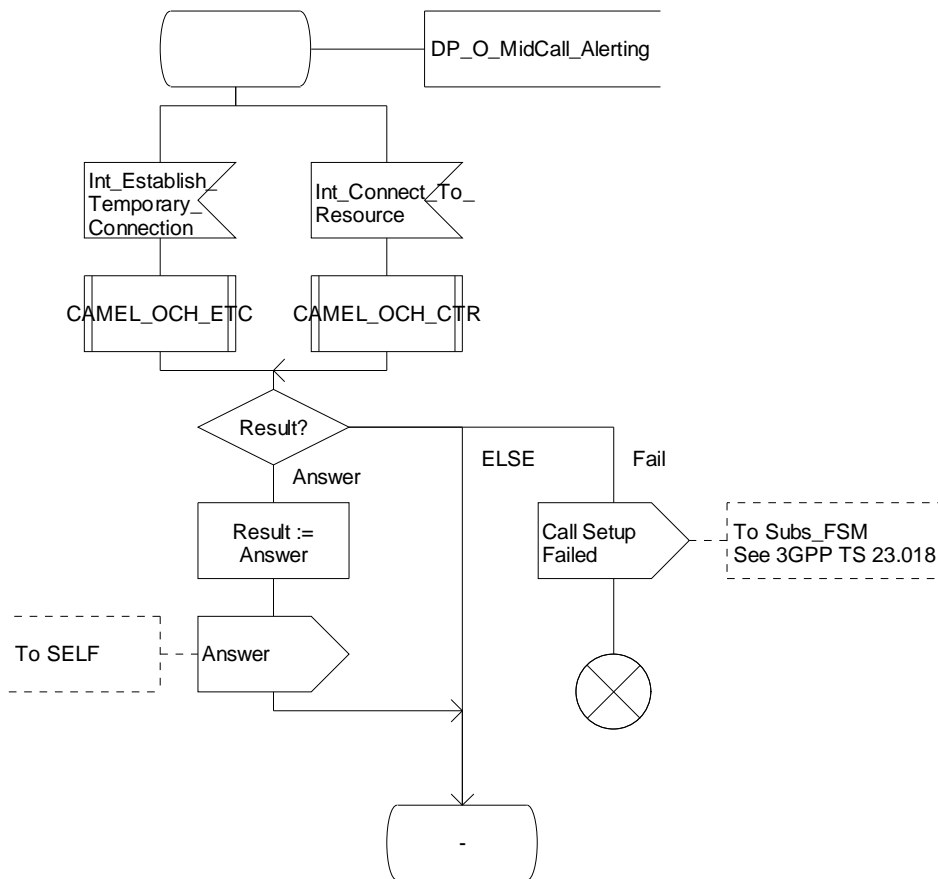 DP_O_MidCall_Alerting
Int_Establish_
Temporary_
Connection
Int_Connect_To_
Resource
CAMEL_OCH_ETC
CAMEL_OCH_CTR
Result?
ELSE
Fail
Answer
Result :=
Answer
Call Setup
Failed
To Subs_FSM
See 3GPP TS 23.018
To SELF
Answer
-